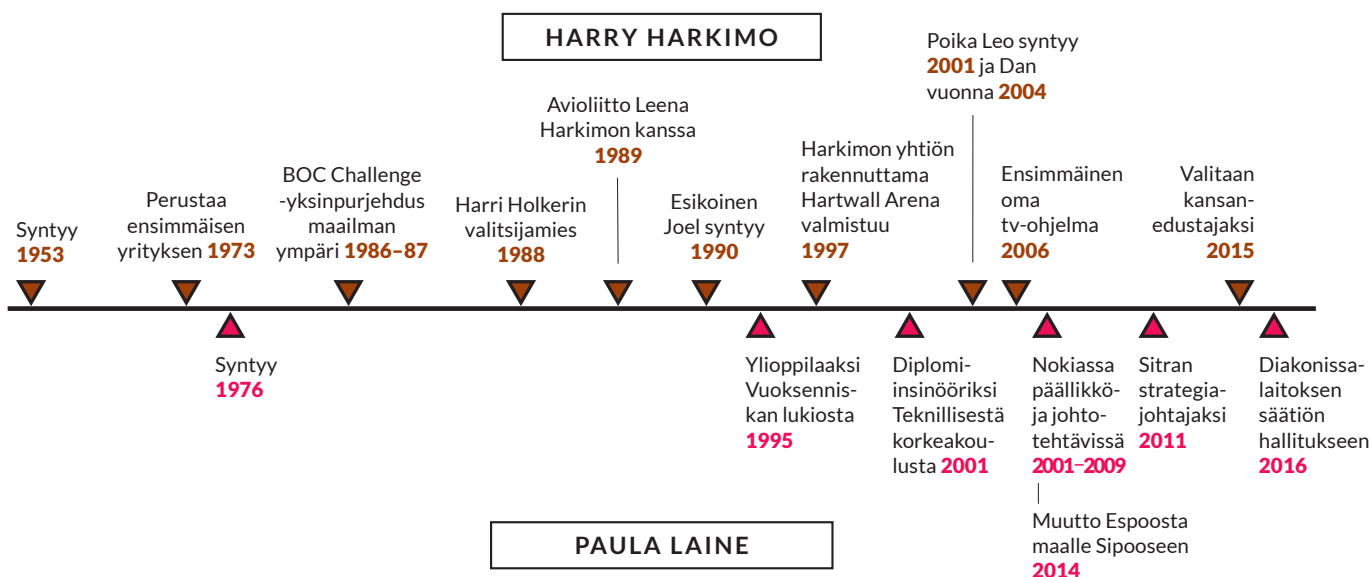 HARRY HARKIMO
Syntyy
1953
Perustaa
ensimmäisen
yrityksen 1973
BOC Challenge
-yksinpurjehdus
maailman
ympäri 1986–87
Harri Holkerin
valitsijamies
1988
Avioliitto Leena
Harkimon kanssa
1989
Esikoinen
Joel syntyy
1990
Harkimon yhtiön
rakennuttama
Hartwall Arena
valmistuu
1997
Poika Leo syntyy
2001 ja Dan
vuonna 2004
Ensimmäinen
oma
tv-ohjelma
2006
Valitaan
kansan-
edustajaksi
2015
Syntyy
1976
Ylioppilaaksi
Vuoksennis-
kan lukiosta
1995
Diplomi-
insinööriksi
Teknillisestä
korkeakou-
lusta 2001
Nokiassa
päällikkö-
ja johto-
tehtävissä
2001–2009
Muutto Espoosta
maalle Sipooseen
2014
Sitran
strategia-
johtajaksi
2011
Diakonissa-
laitoksen
säätiön
hallitukseen
2016
PAULA LAINE